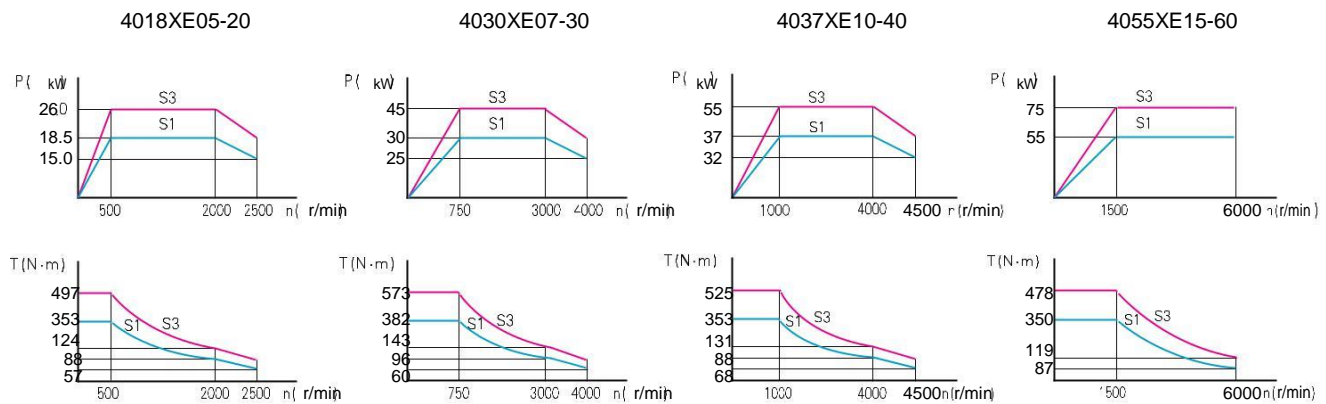 4018XE05-20
P( kW
260
18.5
15.0
S3
S1
500 2000 2500 n( r/min)
4030XE07-30
P( kW)
45
30
25
S3
S1
750 3000 4000 n( r/min)
4037XE10-40
P( kW)
55
37
32
S3
S1
1000 4000 4500 n(r/min)
4055XE15-60
P( kW)
75
55
S3
S1
1500 6000 n(r/min)
T(N·m)
497
353
124
88
57
S1 S3
500 2000 2500 n( r/min)
T(N·m)
573
382
143
96
60
S1 S3
750 3000 4000 n( r/min)
T(N·m)
525
353
131
88
68
S1 S3
1000 4000 4500n(r/min)
T(N·m)
478
350
119
87
S1 S3
1500 6000n(r/min)